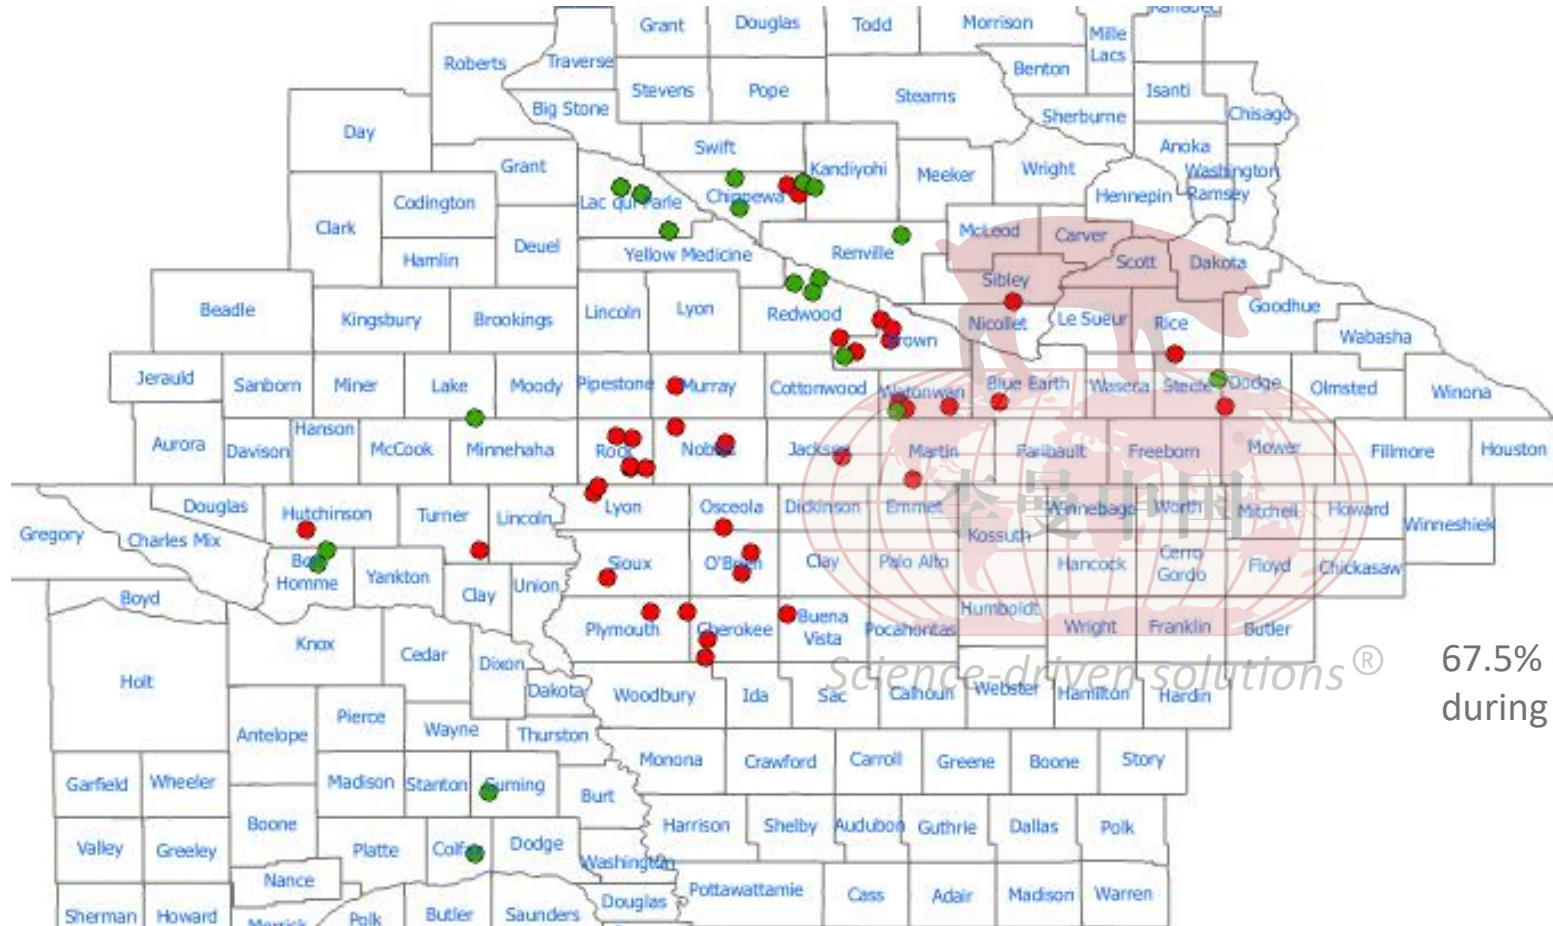 Grant Douglas Todd Morrison
Mille
Lacs
Roberts Traverse Stevens Pope Stearns Benton Isanti
Big Stone Sherburne Chisago
Day Swift Anoka
Grant Kandiyohi Meeker Wright Washington
Codington Lac qui Parle Chippewa Hennepin Ramsey
Clark Deuel McLeod Carver
Hamlin Yellow Medicine Renville Scott Dakota
Sibley
Beadle Kingsbury Brookings Lincoln Lyon Redwood Nicollet Le Sueur Rice Goodhue
Brown Wabasha
Jerauld Sanborn Miner Lake Moody Pipestone Murray Cottonwood Watonwan Blue Earth Waseca Steele Dodge Olmsted Winona
Aurora Davison Hanson McCook Minnehaha Rock Nobles Jackson Martin Faribault Freeborn Mower Fillmore Houston
Douglas Hutchinson Turner Lincoln Lyon Osceola Dickinson Emmet Winnebago Worth Mitchell Howard Winneshiek
李曼中国
Gregory Charles Mix Kossuth
Bon
Homme Yankton Clay Union Sioux O'Brien Clay Palo Alto Hancock Cerro
Gordo Floyd Chickasaw
Boyd Plymouth Cherokee Buena
Vista Pocahontas Humboldt Wright Franklin Butler
Knox Cedar Dixon
Science-driven solutions ®
67.5%
during
Holt Dakota Woodbury Ida Sac Calhoun Webster Hamilton Hardin
Antelope Pierce Wayne Thurston Monona Crawford Carroll Greene Boone Story
Garfield Wheeler Madison Stanton Cuming Burt
Boone Harrison Shelby Audubon Guthrie Dallas Polk
Valley Greeley Platte Colfax Dodge Washington
Nance Pottawattamie Cass Adair Madison Warren
Sherman Howard Merrick Polk Butler Saunders Douglas